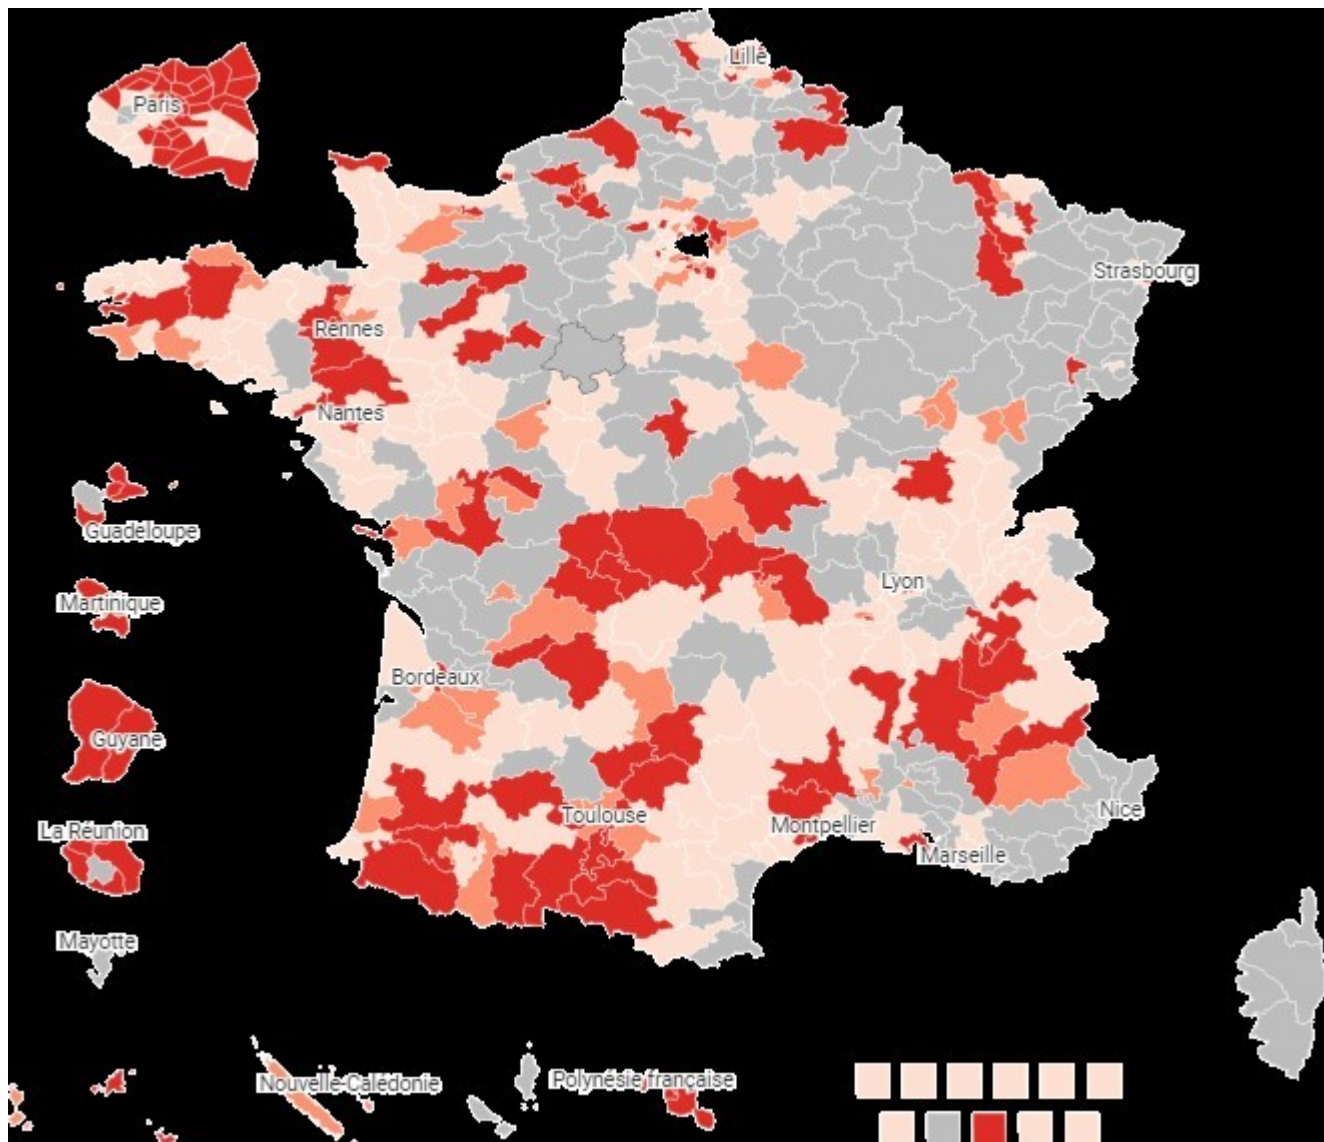 Lille
Paris
Strasbourg
Rennes
Nantes
Guadeloupe
Lyon
Martinique
Bordeaux
Guyane
Nice
Toulouse
Montpellier
La Réunion
Marseille
Mayotte
Nouvelle-Calédonie
Polynésie française